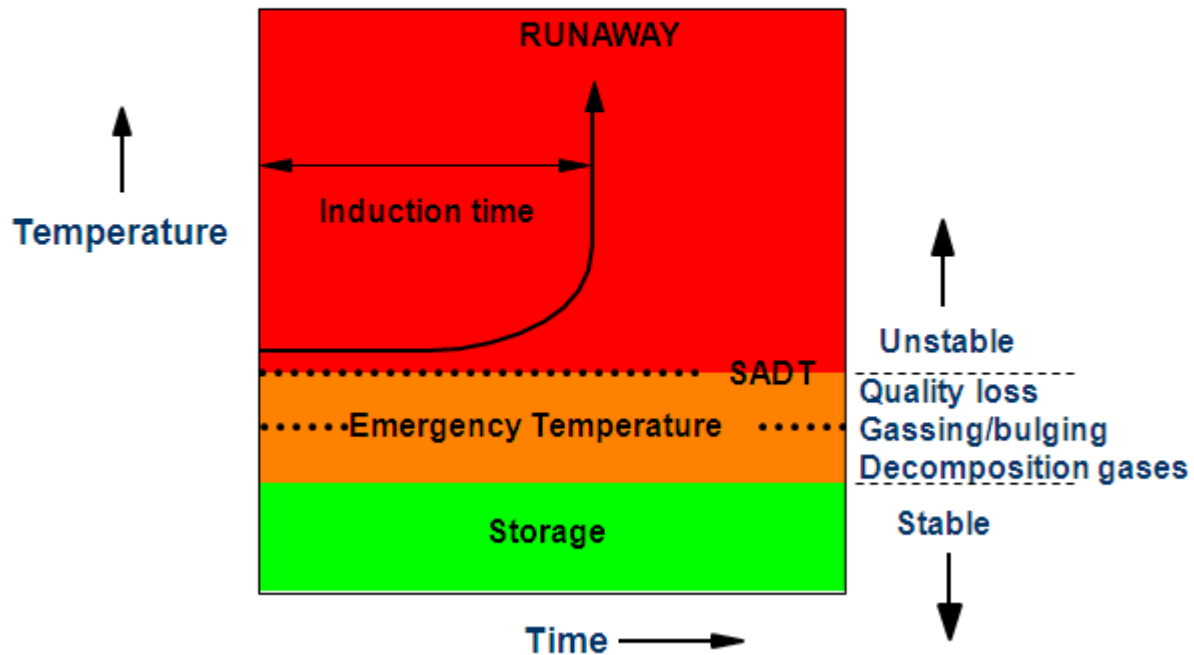 RUNAWAY
Induction time
Temperature
Unstable
SADT
Quality loss
Emergency Temperature
Gassing/bulging
Decomposition gases
Storage
Stable
Time